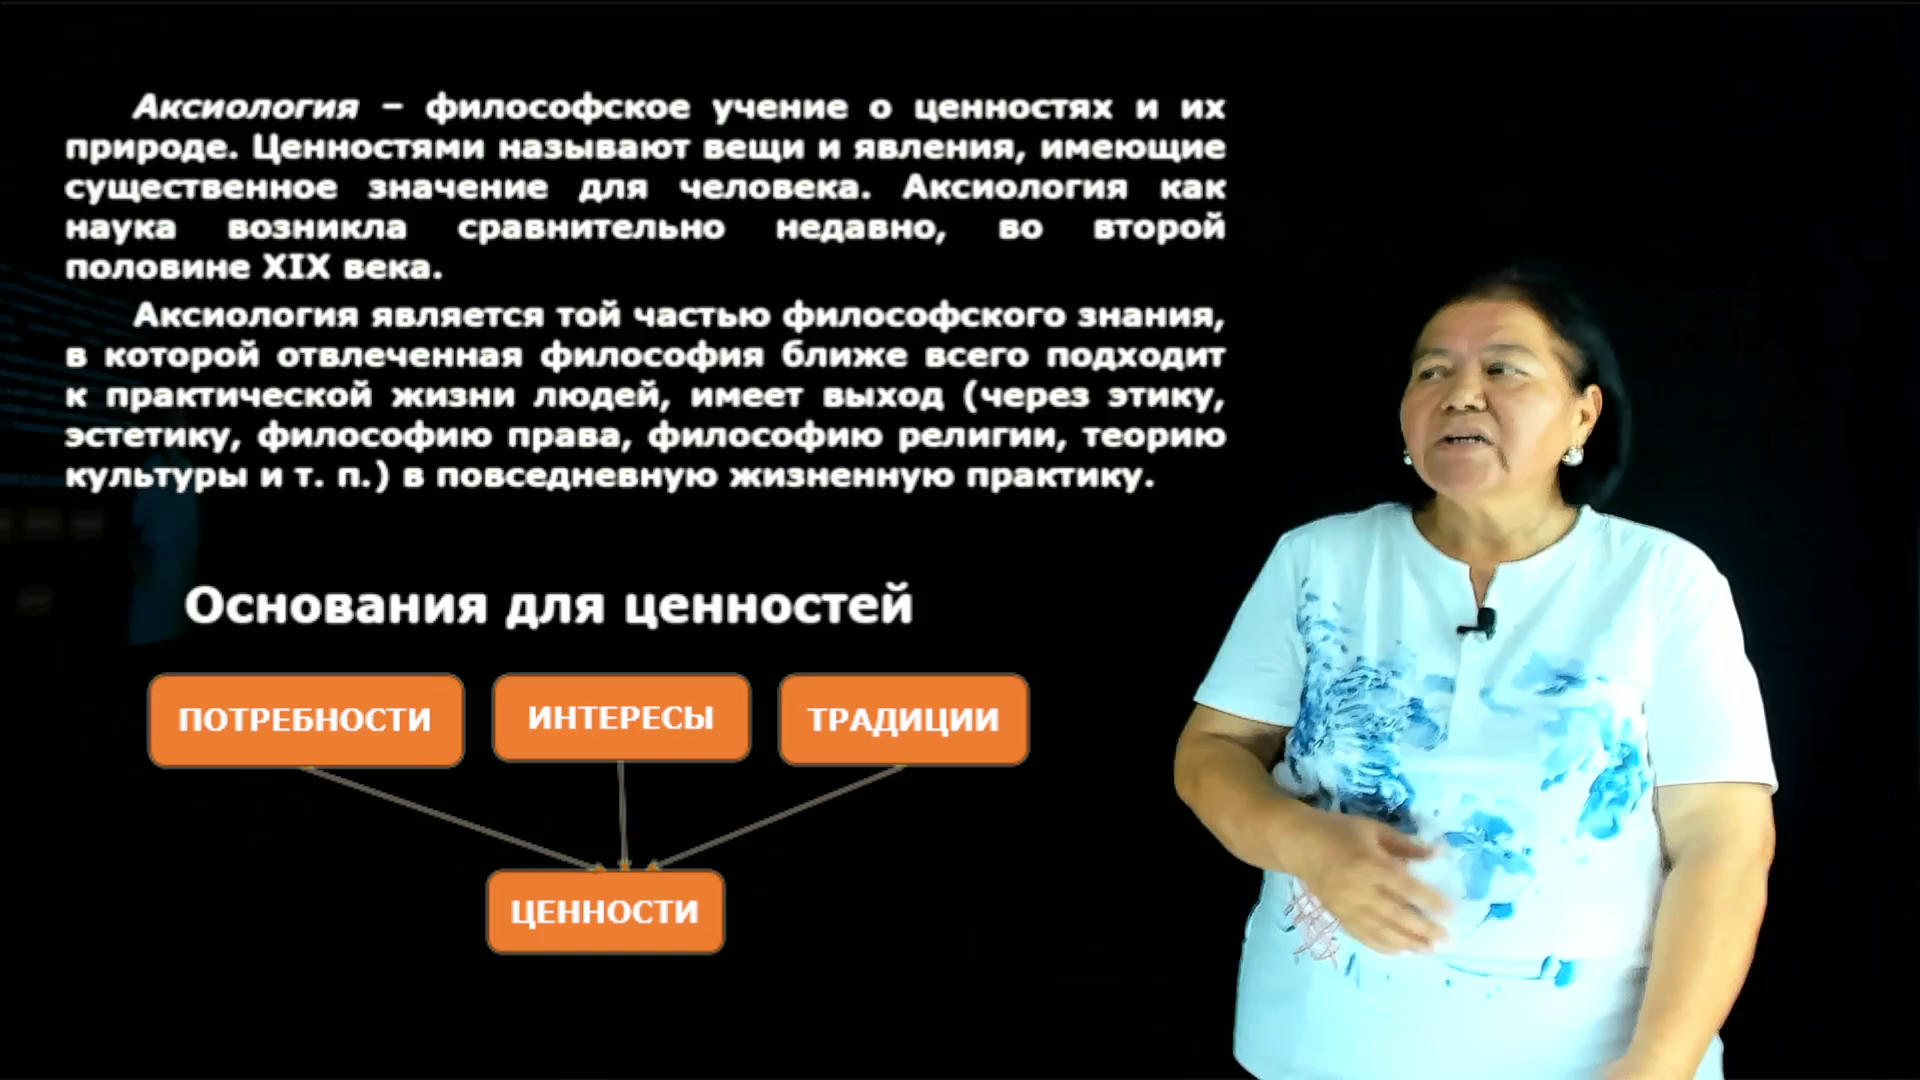 Аксиология – философское учение о ценностях и их
природе. Ценностями называют вещи и явления, имеющие
существенное значение для человека. Аксиология как
наука возникла сравнительно недавно, во второй
половине XIX века.
Аксиология является той частью философского знания,
в которой отвлеченная философия ближе всего подходит
к практической жизни людей, имеет выход (через этику,
эстетику, философию права, философию религии, теорию
культуры и т. п.) в повседневную жизненную практику.
Основания для ценностей
ПОТРЕБНОСТИ
ИНТЕРЕСЫ
ТРАДИЦИИ
ЦЕННОСТИ